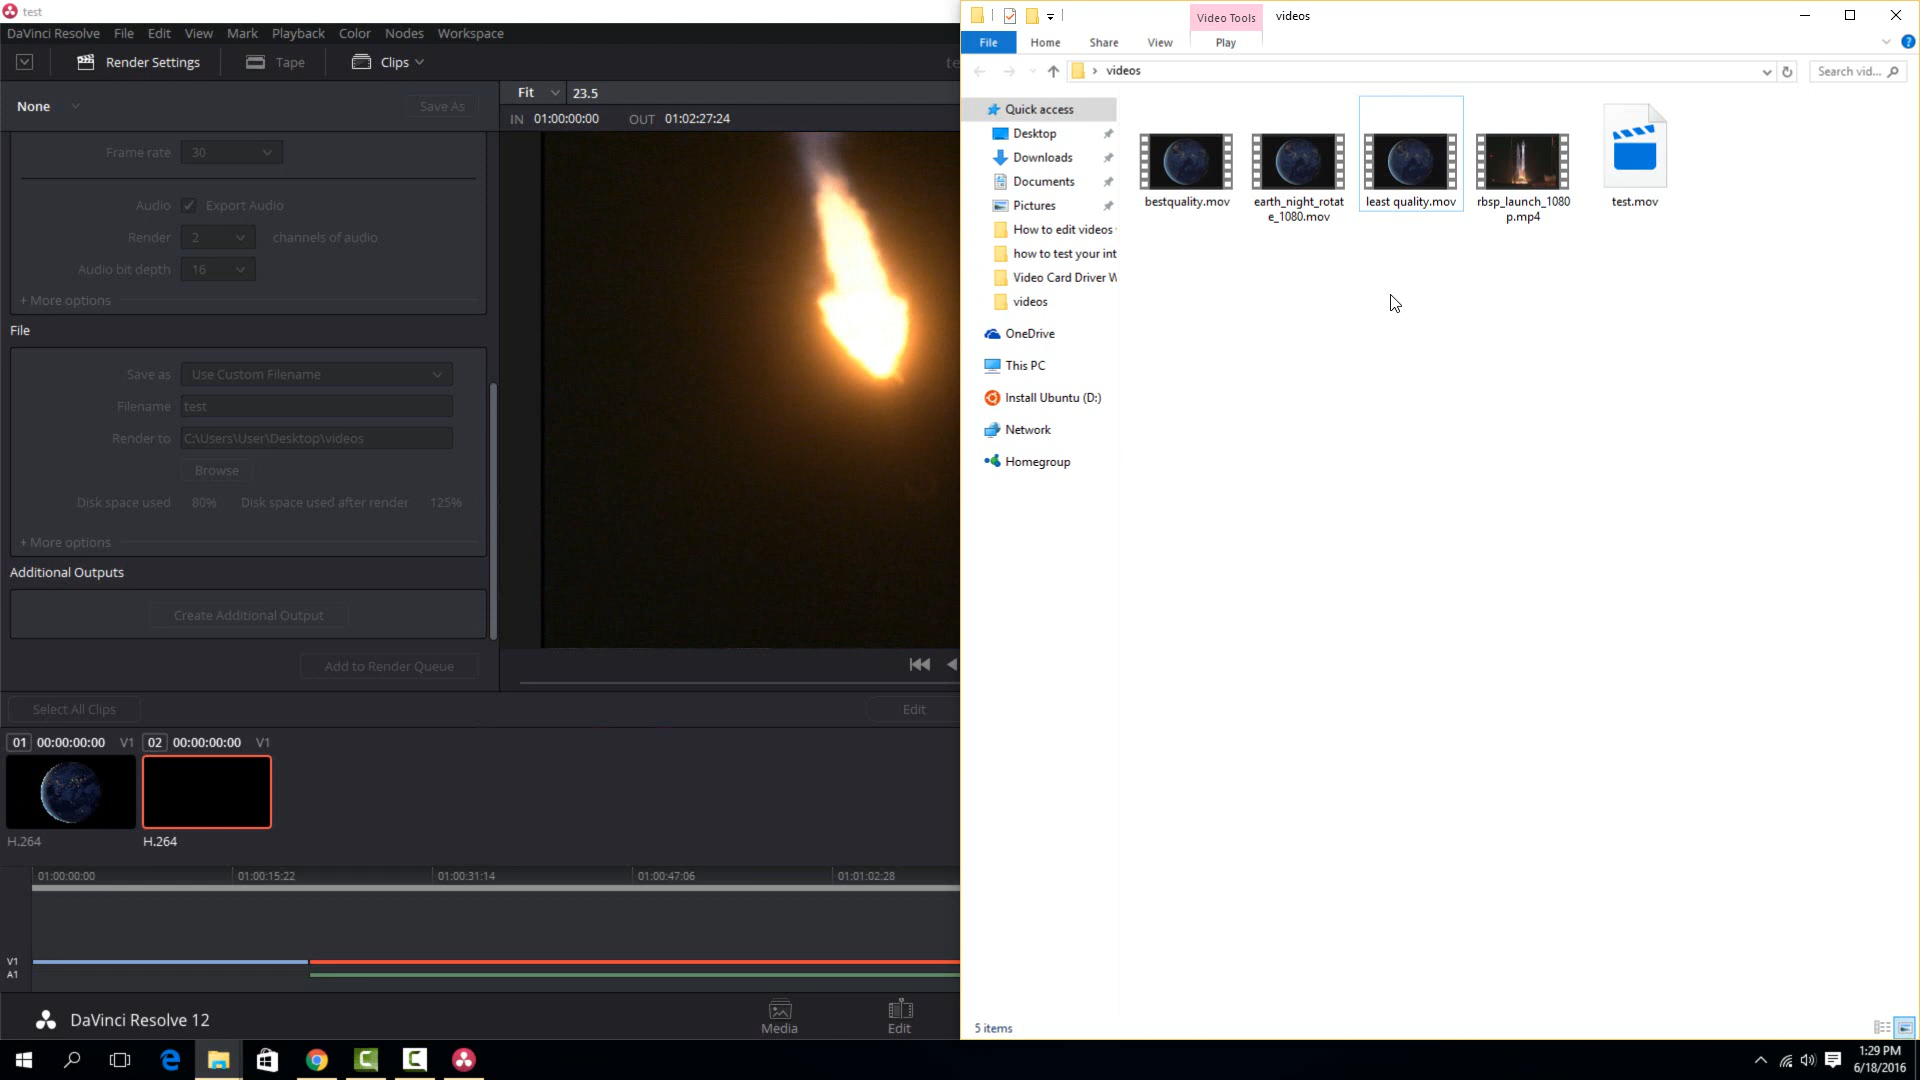 test
DaVinci Resolve File Edit View Mark Playback Color Nodes Workspace
Render Settings Tape Clips
None Save As
Frame rate 30
Audio Export Audio
Render 2 channels of audio
Audio bit depth 16
+ More options
File
Save as Use Custom Filename
Filename test
Render to C:\Users\User\Desktop\videos
Browse
Disk space used 80% Disk space used after render 125%
+ More options
Additional Outputs
Create Additional Output
Add to Render Queue
Fit 23.5
IN 01:00:00:00 OUT 01:02:27:24
Select All Clips Edit
01 00:00:00:00 V1 02 00:00:00:00 V1
H.264 H.264
01:00:00:00 01:00:15:22 01:00:31:14 01:00:47:06 01:01:02:28
V1
A1
DaVinci Resolve 12 Media Edit
Video Tools videos
File Home Share View Play
videos Search vid...
Quick access
Desktop
Downloads
Documents
Pictures
How to edit videos
how to test your int
Video Card Driver W
videos
OneDrive
This PC
Install Ubuntu (D:)
Network
Homegroup
bestquality.mov earth_night_rotat least quality.mov rbsp_launch_1080 test.mov
e_1080.mov p.mp4
5 items
1:29 PM
6/18/2016